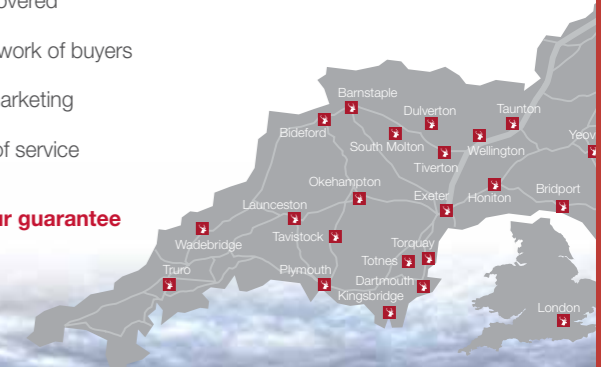 overed
work of buyers
arketing
of service
ur guarantee
Barnstaple
Dulverton
Taunton
Bideford
South Molton
Wellington
Yeov
Tiverton
Okehampton
Launceston
Exeter
Honiton
Bridport
Wadebridge
Tavistock
Torquay
Totnes
Truro
Plymouth
Dartmouth
Kingsbridge
London